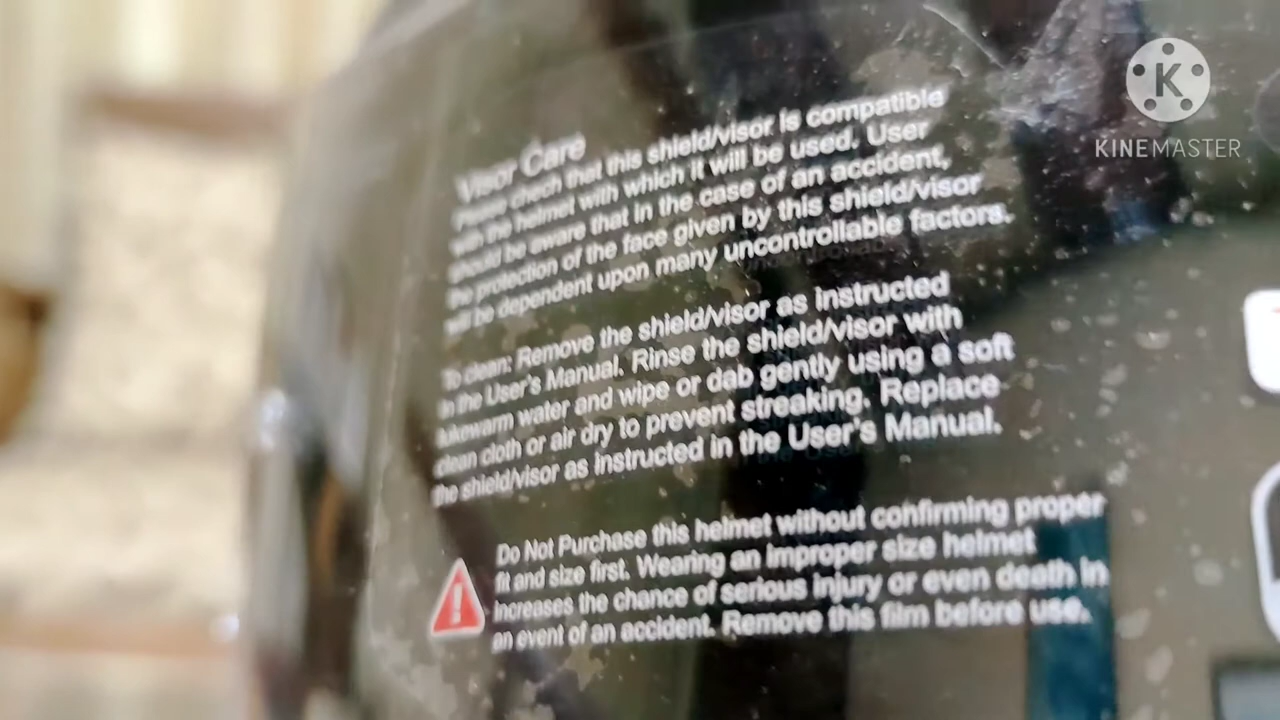 Visor Care
Please check that this shield/visor is compatible
with the helmet with which it will be used. User
should be aware that in the case of an accident,
the protection of the face given by this shield/visor
will be dependent upon many uncontrollable factors.
To clean: Remove the shield/visor as instructed
in the User's Manual. Rinse the shield/visor with
lukewarm water and wipe or dab gently using a soft
clean cloth or air dry to prevent streaking. Replace
the shield/visor as instructed in the User's Manual.
Do Not Purchase this helmet without confirming proper
fit and size first. Wearing an improper size helmet
increases the chance of serious injury or even death in
an event of an accident. Remove this film before use.
K
KINEMASTER